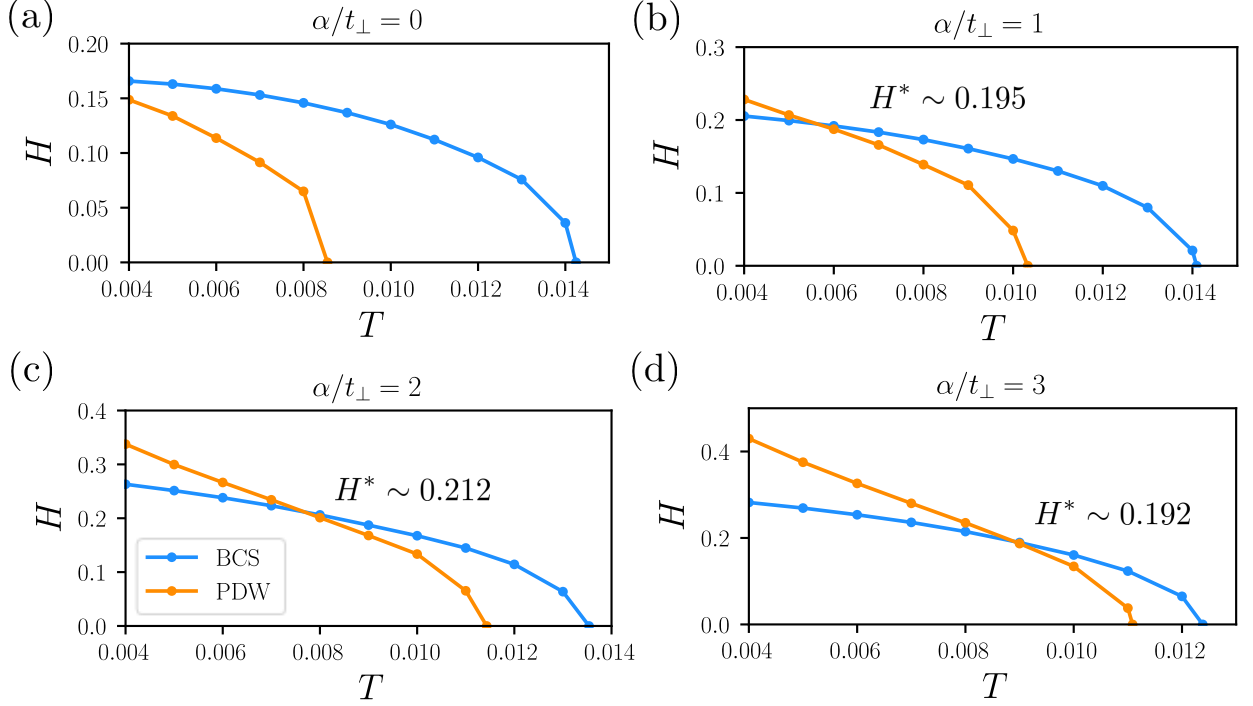 (a)
α/t⊥ = 0
0.20
0.15
0.10
0.05
0.00
H
0.004 0.006 0.008 0.010 0.012 0.014
T
(b)
α/t⊥ = 1
0.3
0.2
0.1
0.0
H
H* ∼ 0.195
0.004 0.006 0.008 0.010 0.012 0.014
T
(c)
α/t⊥ = 2
0.4
0.3
0.2
0.1
0.0
H
H* ∼ 0.212
BCS
PDW
0.004 0.006 0.008 0.010 0.012 0.014
T
(d)
α/t⊥ = 3
0.4
0.2
0.0
H
H* ∼ 0.192
0.004 0.006 0.008 0.010 0.012
T